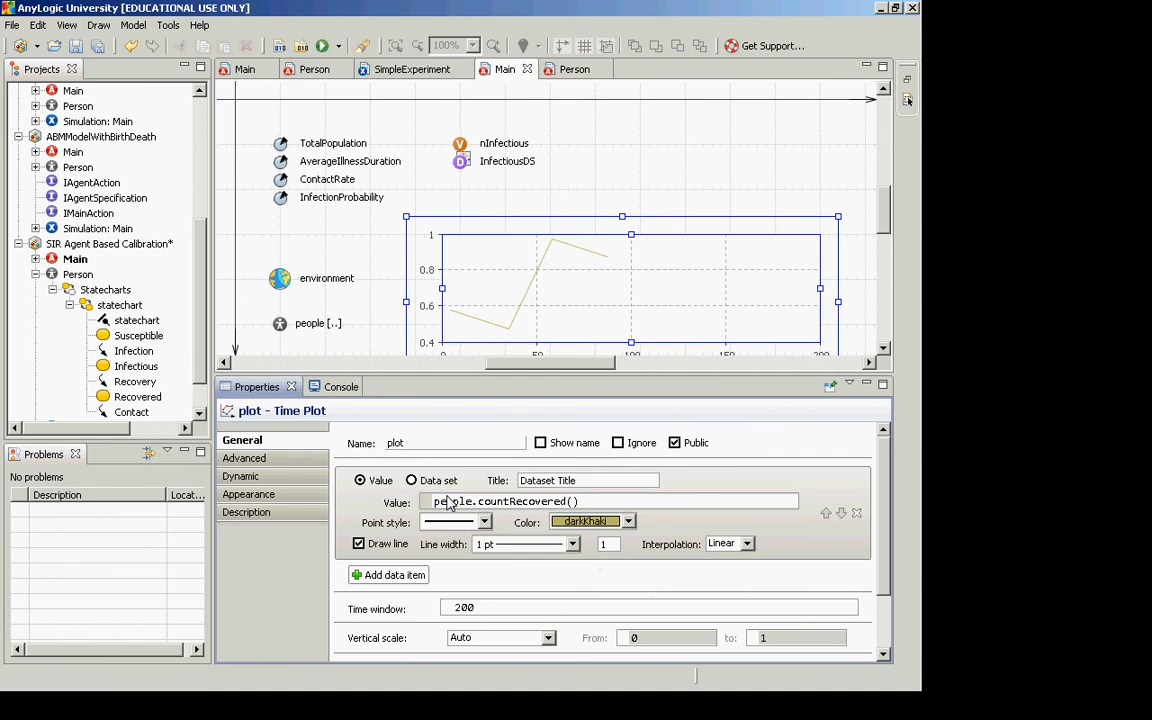 AnyLogic University [EDUCATIONAL USE ONLY]
File Edit View Draw Model Tools Help
100% Get Support...
Projects
Main Person SimpleExperiment Main Person
Main
Person
Simulation: Main
ABMModelWithBirthDeath
Main
Person
IAgentAction
IAgentSpecification
IMainAction
Simulation: Main
SIR Agent Based Calibration*
Main
Person
Statecharts
statechart
statechart
Susceptible
Infection
Infectious
Recovery
Recovered
Contact
TotalPopulation
AverageIllnessDuration
ContactRate
InfectionProbability
V nInfectious
D InfectiousDS
environment
people [..]
1
0.8
0.6
0.4
0 50 100 150 200
Problems
No problems
Description Locat...
Properties Console
plot - Time Plot
General
Advanced
Dynamic
Appearance
Description
Name: plot Show name Ignore Public
Value Data set Title: Dataset Title
Value: people.countRecovered()
Point style: Color: darkKhaki
Draw line Line width: 1 pt 1 Interpolation: Linear
Add data item
Time window: 200
Vertical scale: Auto From: 0 to: 1